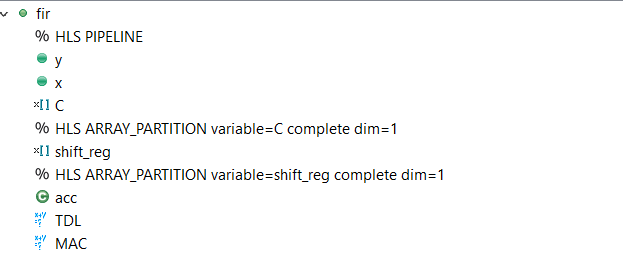 fir
% HLS PIPELINE
y
x
x[] C
% HLS ARRAY_PARTITION variable=C complete dim=1
x[] shift_reg
% HLS ARRAY_PARTITION variable=shift_reg complete dim=1
C acc
TDL
MAC